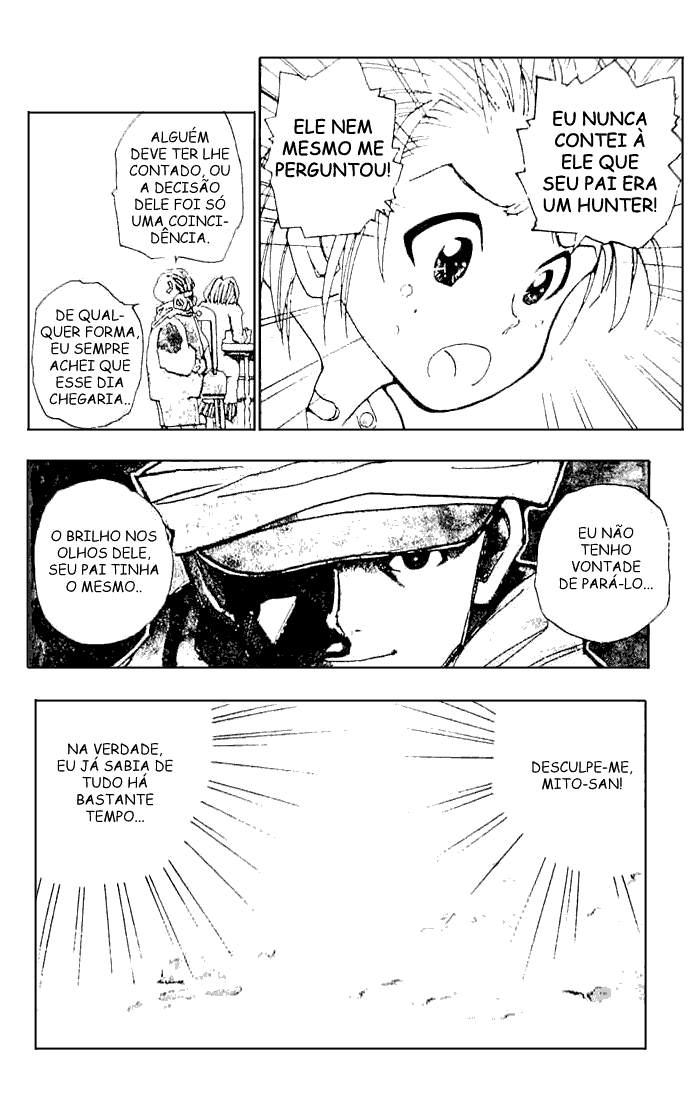 EU NUNCA
CONTEI À
ELE QUE
SEU PAI ERA
UM HUNTER!
ELE NEM
MESMO ME
PERGUNTOU!
ALGUÉM
DEVE TER LHE
CONTADO, OU
A DECISÃO
DELE FOI SÓ
UMA COINCI-
DÊNCIA.
DE QUAL-
QUER FORMA,
EU SEMPRE
ACHEI QUE
ESSE DIA
CHEGARIA..
EU NÃO
TENHO
VONTADE
DE PARÁ-LO...
O BRILHO NOS
OLHOS DELE,
SEU PAI TINHA
O MESMO..
DESCULPE-ME,
MITO-SAN!
NA VERDADE,
EU JÁ SABIA DE
TUDO HÁ
BASTANTE
TEMPO...